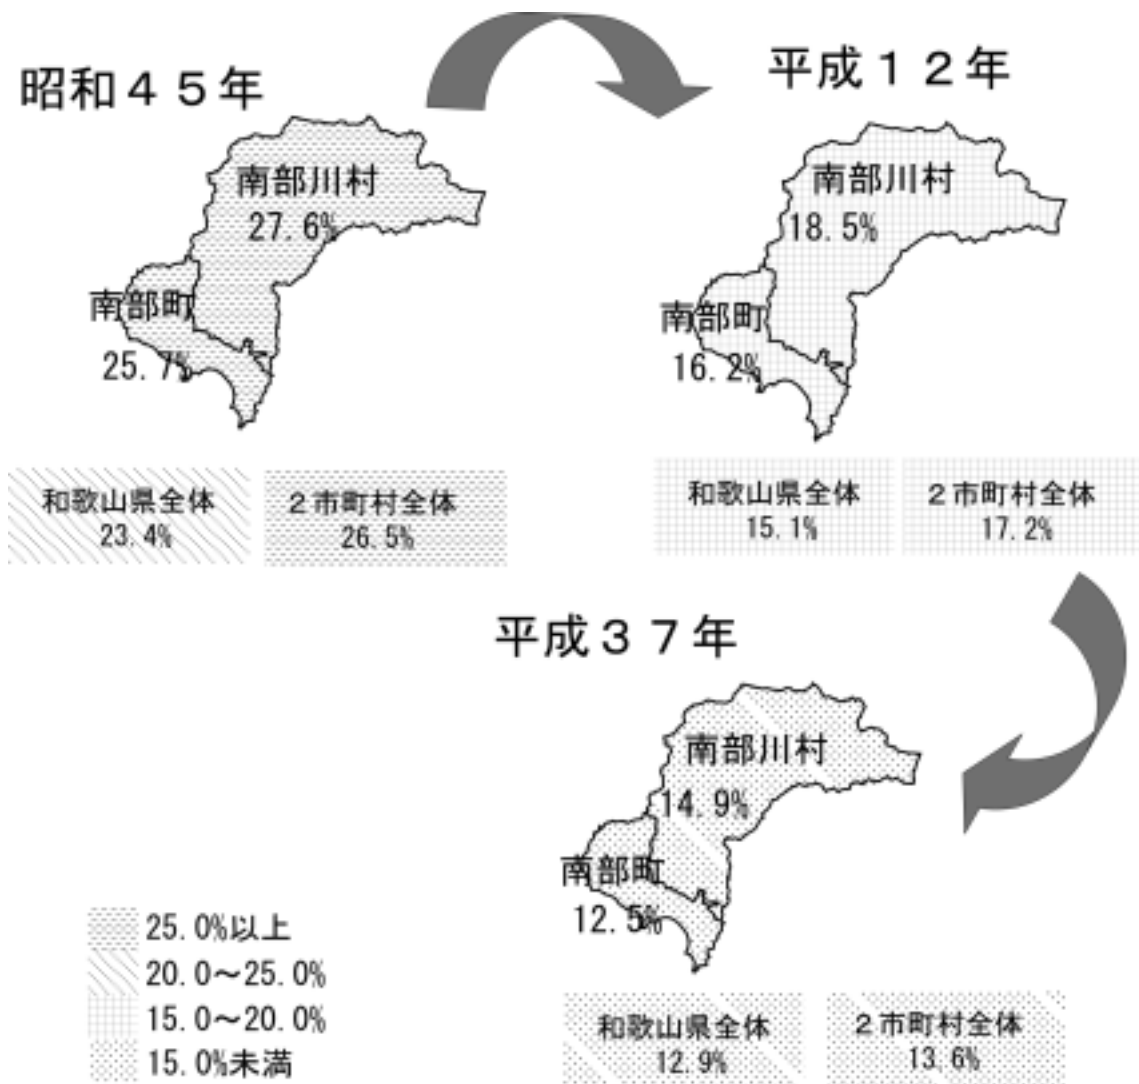 昭和４５年
南部川村
27.6%
南部町
25.7%
和歌山県全体
23.4%
２市町村全体
26.5%
平成１２年
南部川村
18.5%
南部町
16.2%
和歌山県全体
15.1%
２市町村全体
17.2%
平成３７年
南部川村
14.9%
南部町
12.5%
和歌山県全体
12.9%
２市町村全体
13.6%
25.0%以上
20.0～25.0%
15.0～20.0%
15.0%未満